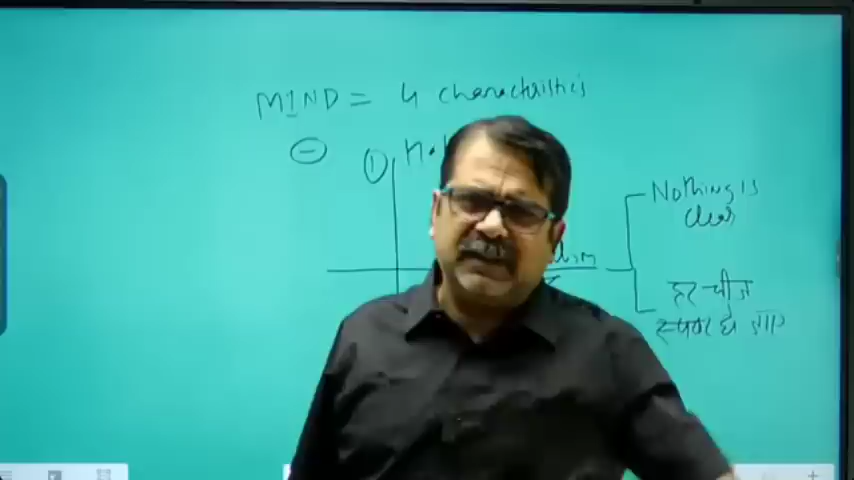 MIND = 4 characteristics
⊖ ① H.
Nothing is
clear
हर चीज
स्पष्ट हो जाए